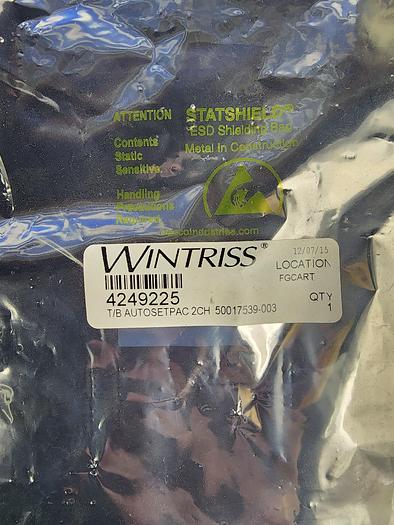 ATTENTION
Contents
Static
Sensitive
Handling
Precautions
Required
STATSHIELD®
ESD Shielding Bag
Metal in Construction
WINTRISS®
12/07/15
LOCATION
FGCART
4249225
QTY
1
T/B AUTOSETPAC 2CH 50017539-003